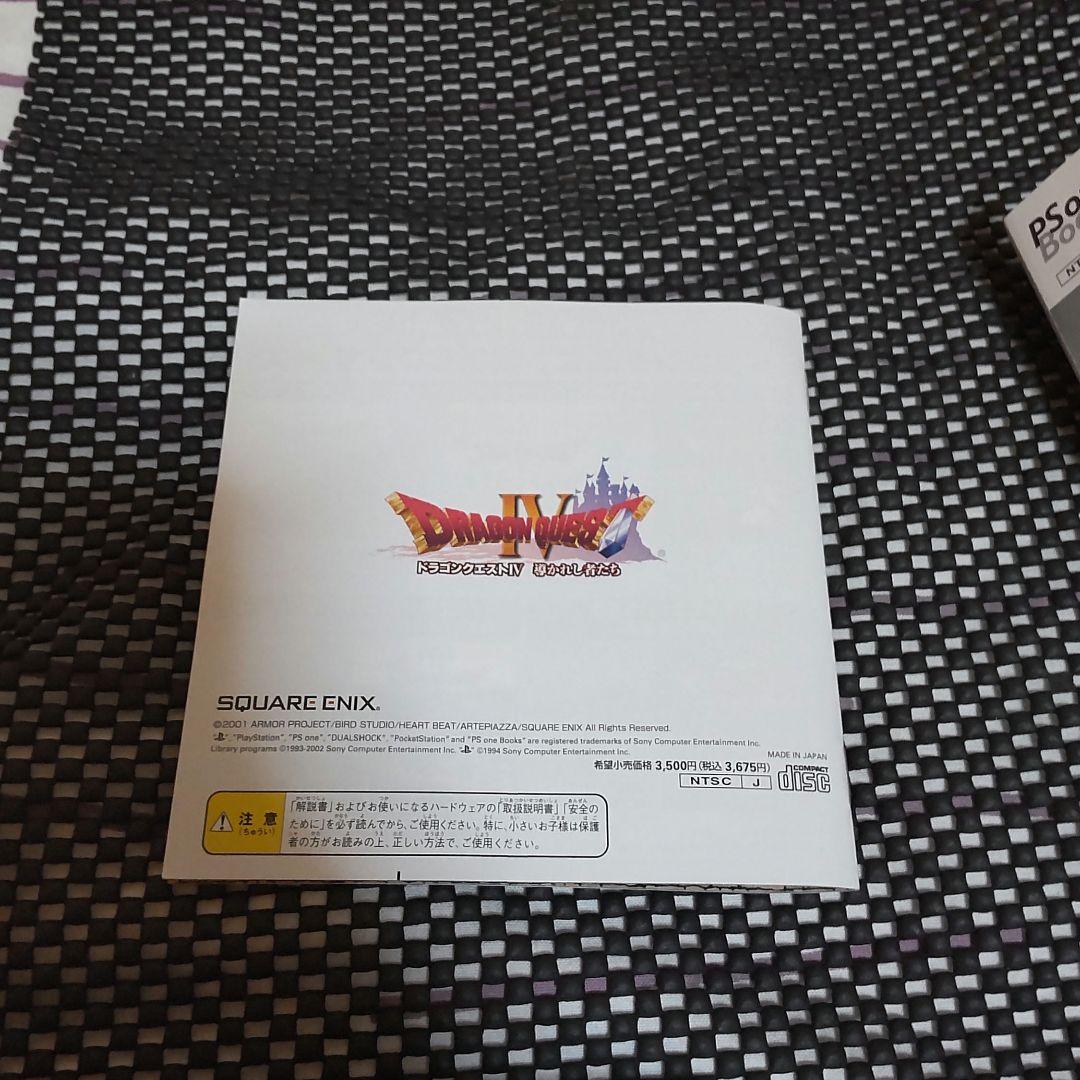 PS o
Bo
NT
DRAGON QUEST
IV
ドラゴンクエストIV 導かれし者たち
SQUARE ENIX®
©2001 ARMOR PROJECT/BIRD STUDIO/HEART BEAT/ARTEPIAZZA/SQUARE ENIX All Rights Reserved.
" ", "PlayStation", "PS one", "DUALSHOCK", "PocketStation" and "PS one Books" are registered trademarks of Sony Computer Entertainment Inc.
Library programs ©1993-2002 Sony Computer Entertainment Inc. " " ©1994 Sony Computer Entertainment Inc.
MADE IN JAPAN
希望小売価格 3,500円(税込 3,675円)
NTSC J
COMPACT disc
注意
(ちゅうい)
「解説書」およびお使いになるハードウェアの「取扱説明書」「安全の
ために」を必ず読んでから、ご使用ください。特に、小さいお子様は保護
者の方がお読みの上、正しい方法で、ご使用ください。